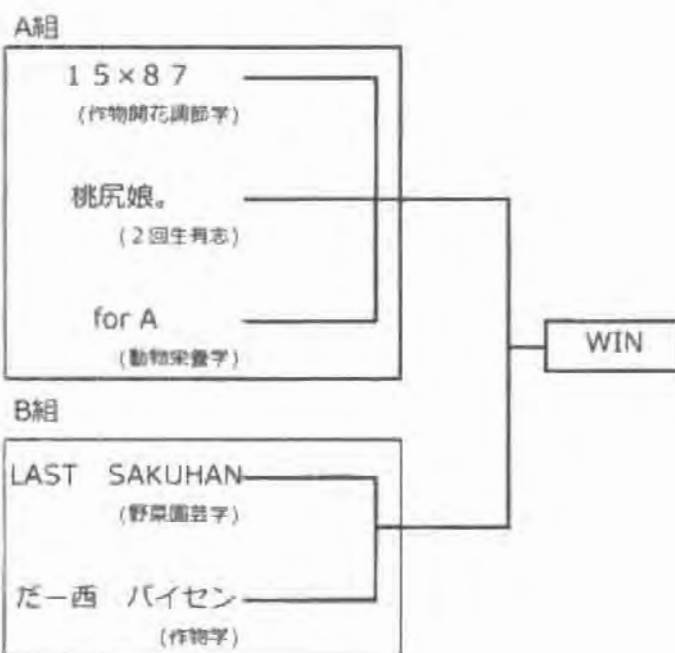 A組
15×87
(作物開花調節学)
桃尻娘。
(2回生有志)
for A
(動物栄養学)
WIN
B組
LAST SAKUHAN
(野菜園芸学)
だー西 パイセン
(作物学)